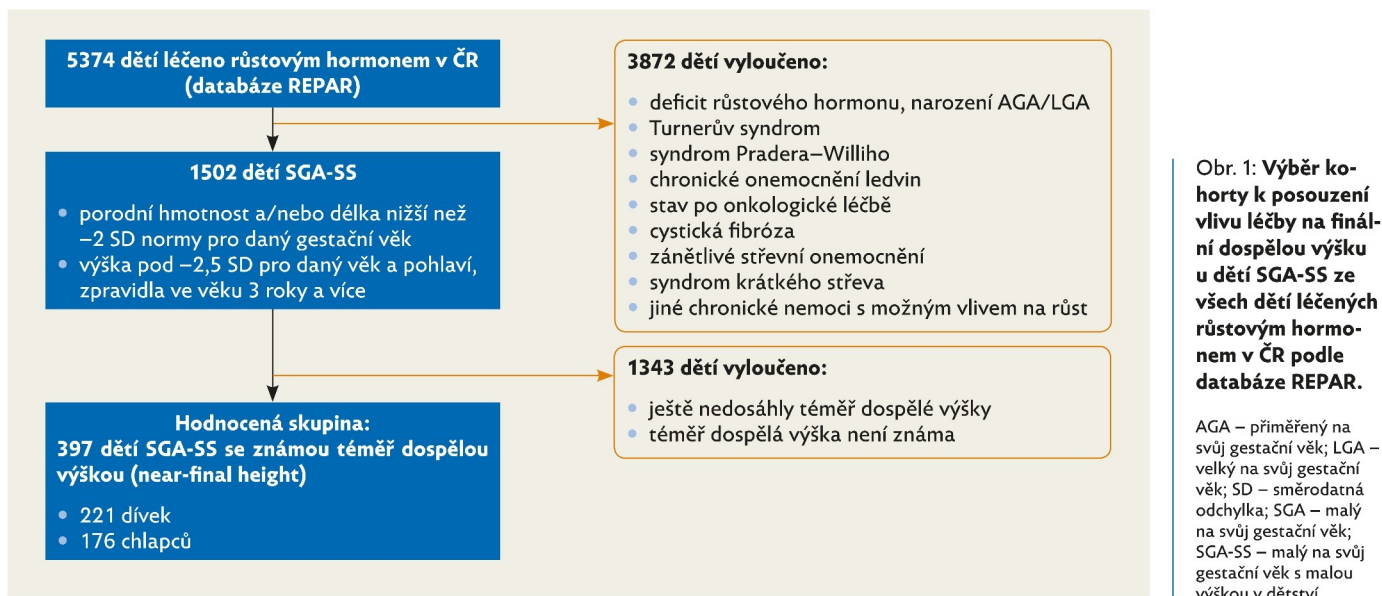 5374 dětí léčeno růstovým hormonem v ČR
(databáze REPAR)
3872 dětí vyloučeno:
• deficit růstového hormonu, narození AGA/LGA
• Turnerův syndrom
• syndrom Pradera–Williho
• chronické onemocnění ledvin
• stav po onkologické léčbě
• cystická fibróza
• zánětlivé střevní onemocnění
• syndrom krátkého střeva
• jiné chronické nemoci s možným vlivem na růst
1502 dětí SGA-SS
• porodní hmotnost a/nebo délka nižší než
–2 SD normy pro daný gestační věk
• výška pod –2,5 SD pro daný věk a pohlaví,
zpravidla ve věku 3 roky a více
1343 dětí vyloučeno:
• ještě nedosáhly téměř dospělé výšky
• téměř dospělá výška není známa
Hodnocená skupina:
397 dětí SGA-SS se známou téměř dospělou
výškou (near-final height)
• 221 dívek
• 176 chlapců
Obr. 1: Výběr ko-
horty k posouzení
vlivu léčby na finál-
ní dospělou výšku
u dětí SGA-SS ze
všech dětí léčených
růstovým hormo-
nem v ČR podle
databáze REPAR.
AGA – přiměřený na
svůj gestační věk; LGA –
velký na svůj gestační
věk; SD – směrodatná
odchylka; SGA – malý
na svůj gestační věk;
SGA-SS – malý na svůj
gestační věk s malou
výškou v dětství